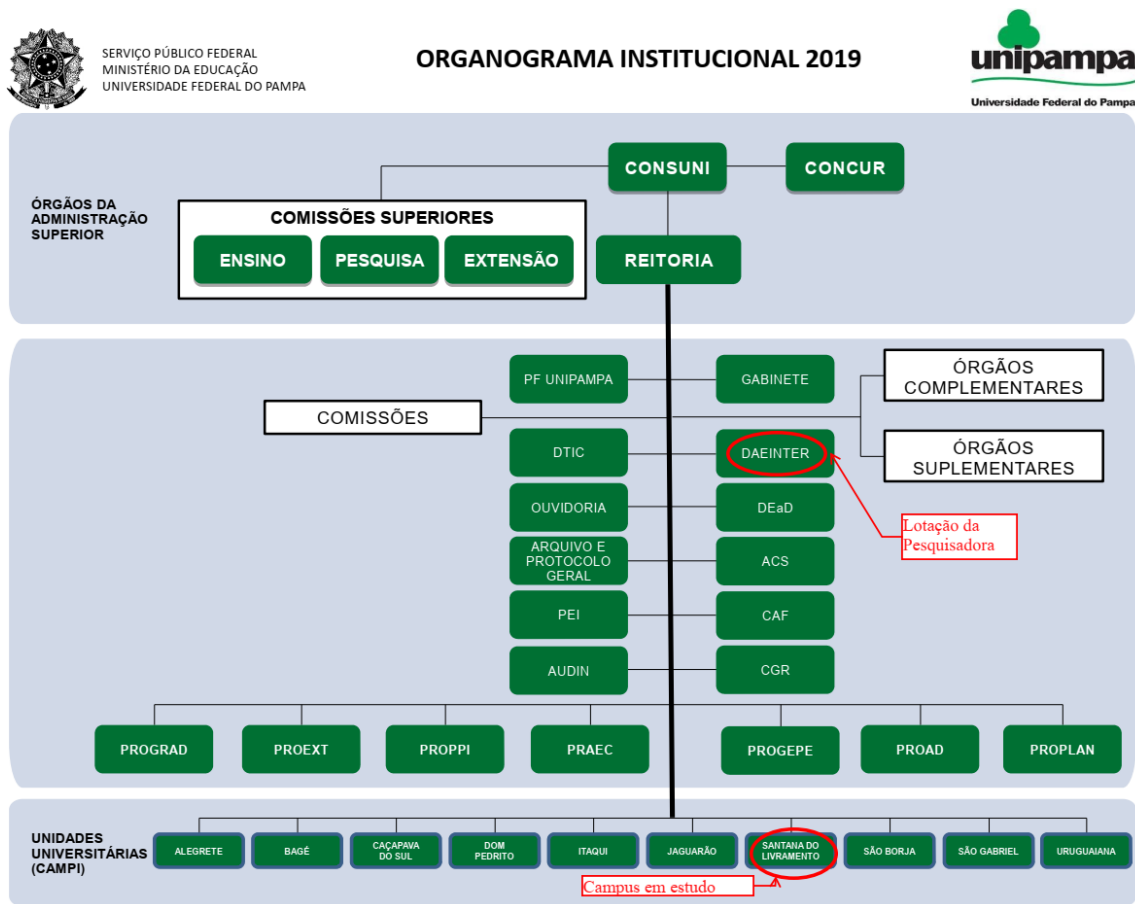 SERVIÇO PÚBLICO FEDERAL
MINISTÉRIO DA EDUCAÇÃO
UNIVERSIDADE FEDERAL DO PAMPA
ORGANOGRAMA INSTITUCIONAL 2019
unipampa
Universidade Federal do Pampa
ÓRGÃOS DA
ADMINISTRAÇÃO
SUPERIOR
CONSUNI
CONCUR
COMISSÕES SUPERIORES
ENSINO
PESQUISA
EXTENSÃO
REITORIA
PF UNIPAMPA
GABINETE
ÓRGÃOS
COMPLEMENTARES
COMISSÕES
DTIC
DAEINTER
ÓRGÃOS
SUPLEMENTARES
OUVIDORIA
DEaD
Lotação da
Pesquisadora
ARQUIVO E
PROTOCOLO
GERAL
ACS
PEI
CAF
AUDIN
CGR
PROGRAD
PROEXT
PROPPI
PRAEC
PROGEPE
PROAD
PROPLAN
UNIDADES
UNIVERSITÁRIAS
(CAMPI)
ALEGRETE
BAGÉ
CAÇAPAVA
DO SUL
DOM
PEDRITO
ITAQUI
JAGUARÃO
SANTANA DO
LIVRAMENTO
SÃO BORJA
SÃO GABRIEL
URUGUAIANA
Campus em estudo